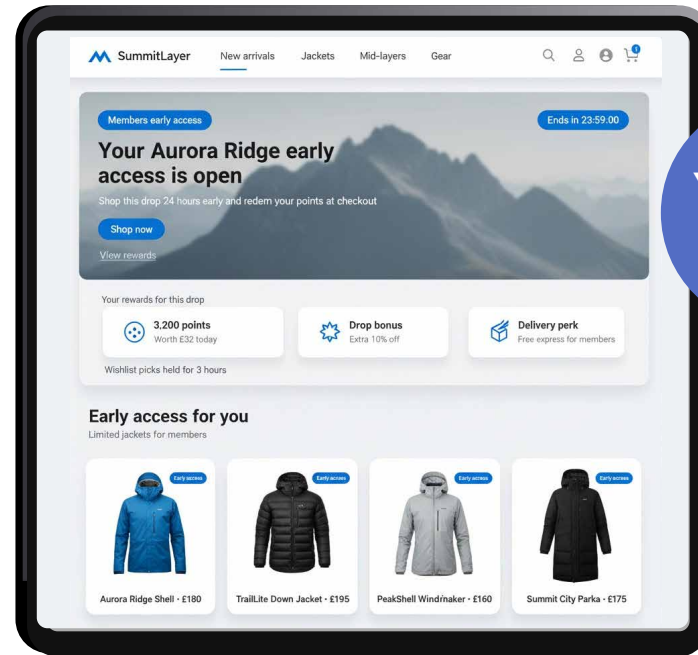 SummitLayer
New arrivals
Jackets
Mid-layers
Gear
Members early access
Ends in 23:59.00
Your Aurora Ridge early
access is open
Shop this drop 24 hours early and redem your points at checkout
Shop now
View rewards
Your rewards for this drop
3,200 points
Worth £32 today
Drop bonus
Extra 10% off
Delivery perk
Free express for members
Wishlist picks held for 3 hours
Early access for you
Limited jackets for members
Early access
Early access
Early access
Early access
Aurora Ridge Shell · £180
TrailLite Down Jacket · £195
PeakShell · £160
Summit City Parka · £175